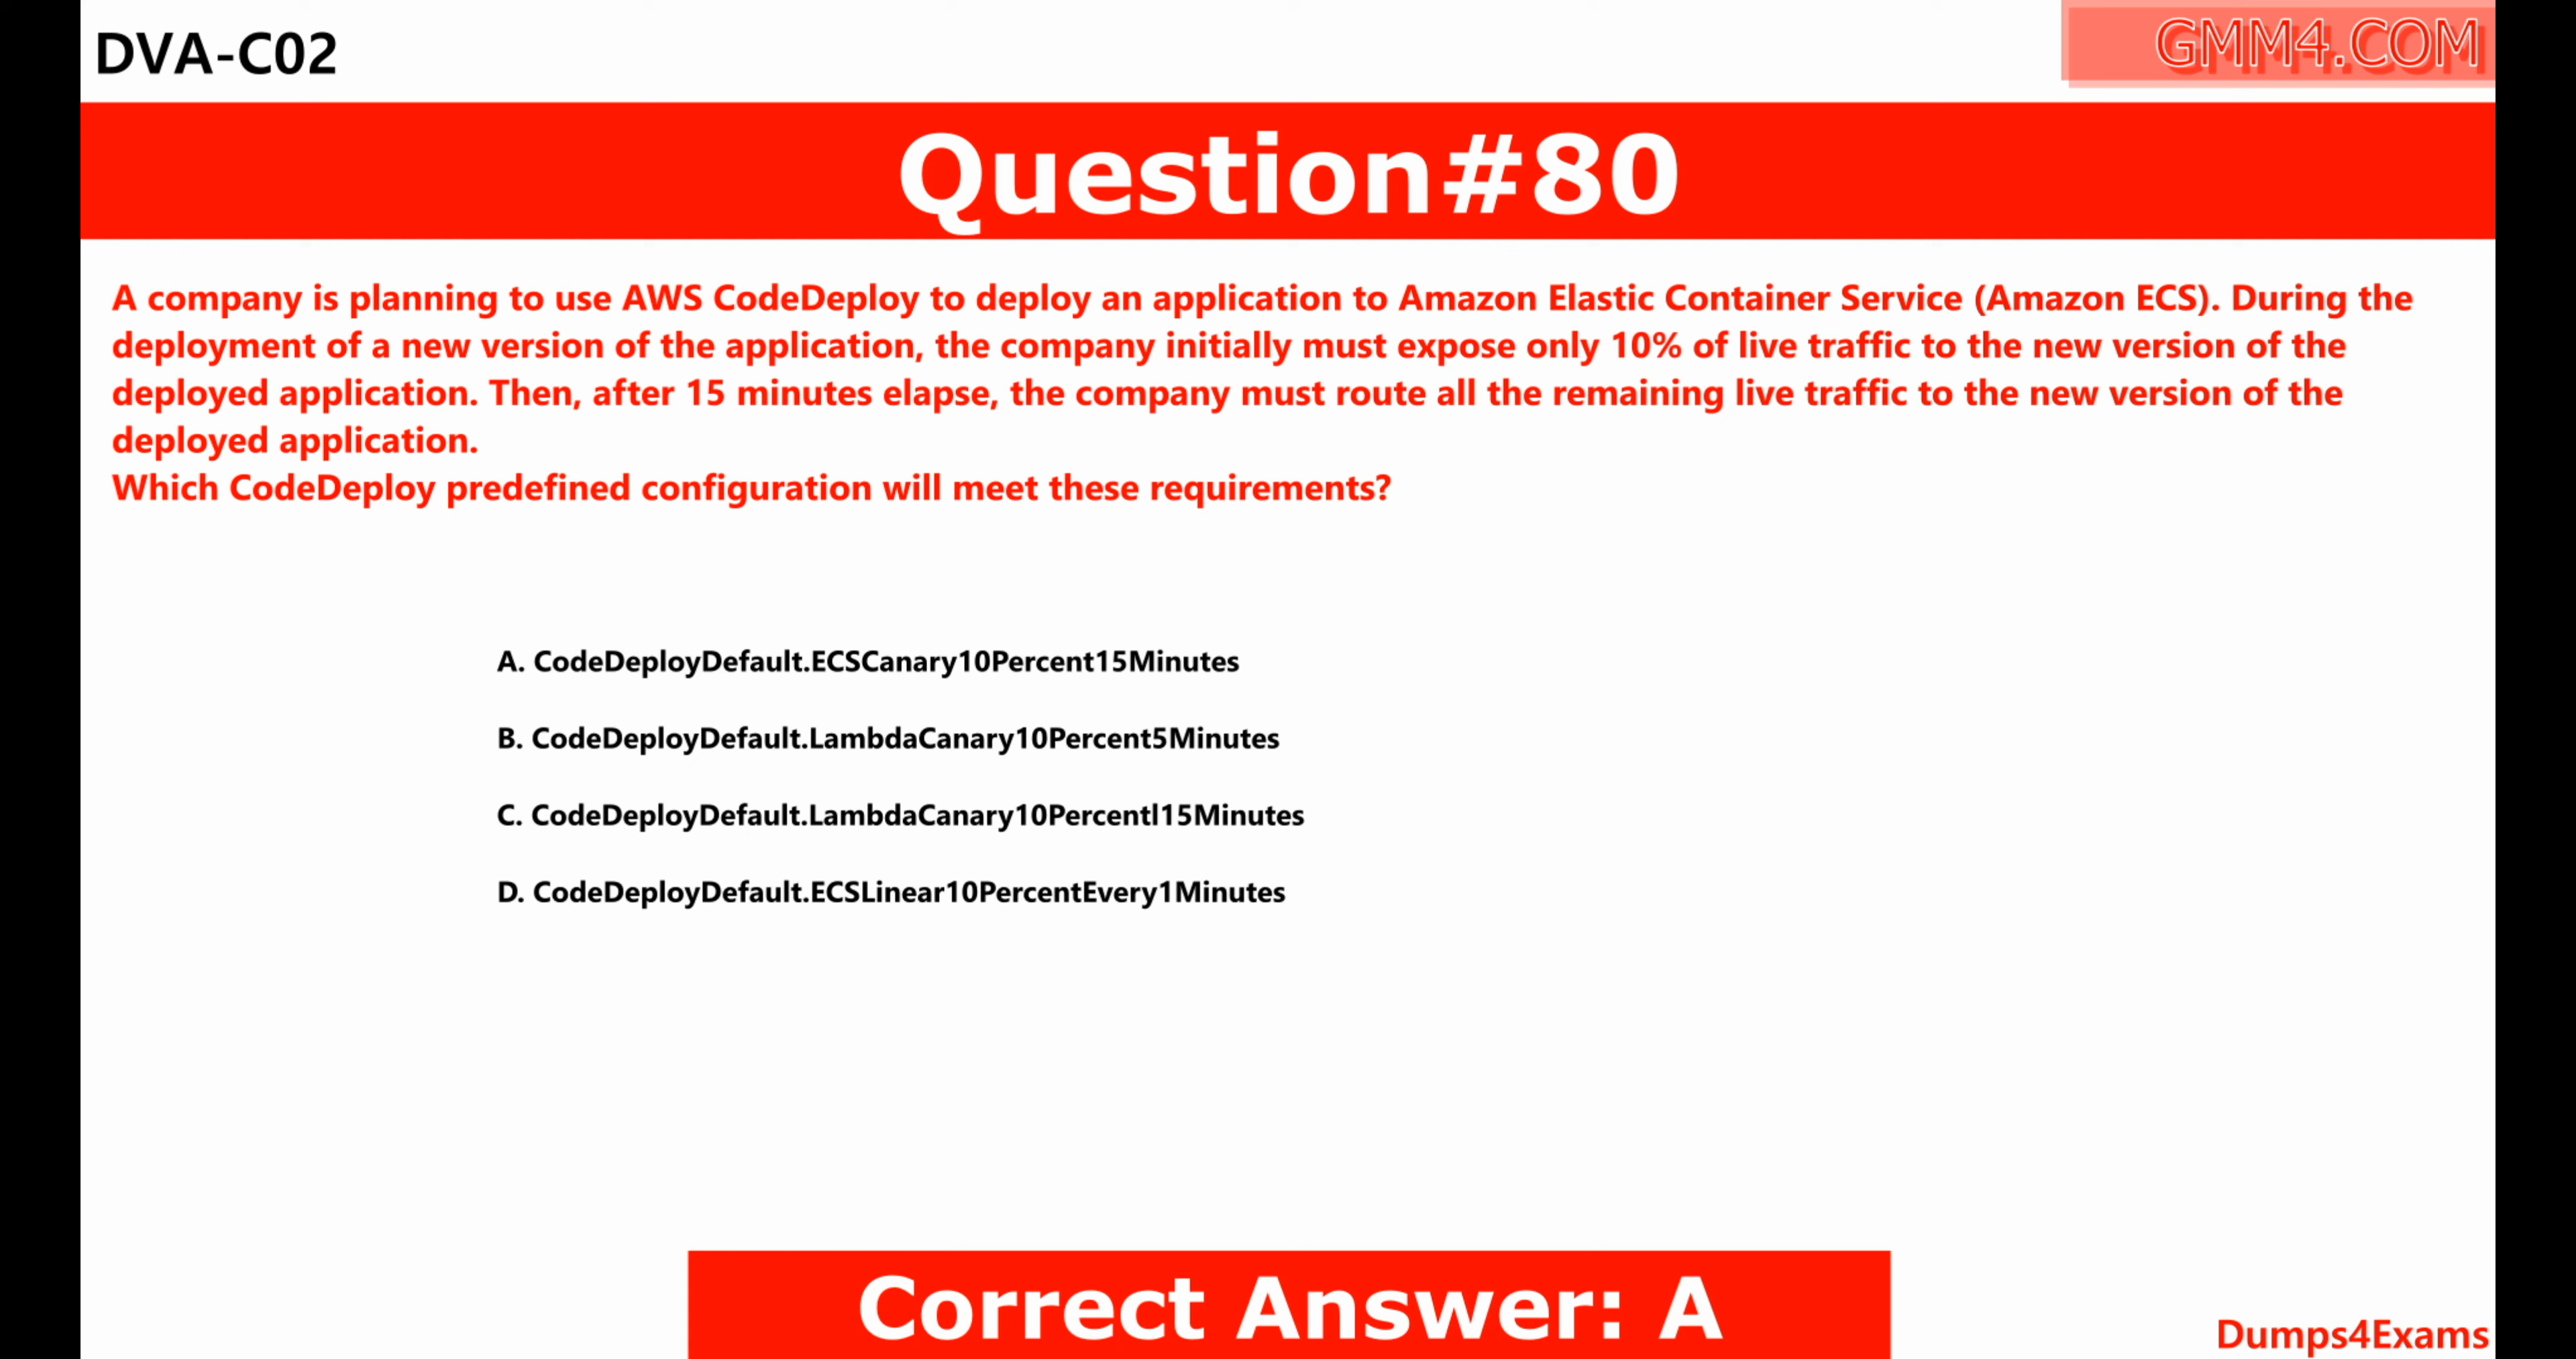 DVA-C02
GMM4.COM
Question#80
A company is planning to use AWS CodeDeploy to deploy an application to Amazon Elastic Container Service (Amazon ECS). During the
deployment of a new version of the application, the company initially must expose only 10% of live traffic to the new version of the
deployed application. Then, after 15 minutes elapse, the company must route all the remaining live traffic to the new version of the
deployed application.
Which CodeDeploy predefined configuration will meet these requirements?
A. CodeDeployDefault.ECSCanary10Percent15Minutes
B. CodeDeployDefault.LambdaCanary10Percent5Minutes
C. CodeDeployDefault.LambdaCanary10Percentl15Minutes
D. CodeDeployDefault.ECSLinear10PercentEvery1Minutes
Correct Answer: A
Dumps4Exams